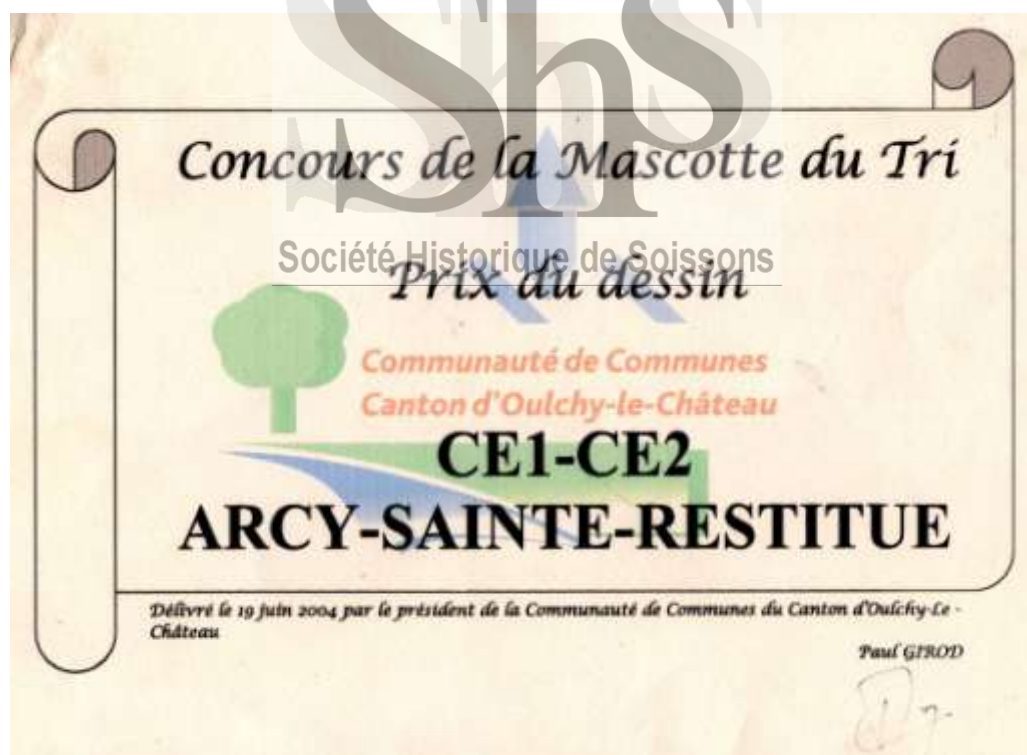 Shs
Concours de la Mascotte du Tri
Société Historique de Soissons
Prix du dessin
Communauté de Communes
Canton d'Oulchy-le-Château
CE1-CE2
ARCY-SAINTE-RESTITUE
Délivré le 19 juin 2004 par le président de la Communauté de Communes du Canton d'Oulchy-Le -
Château
Paul GIROD